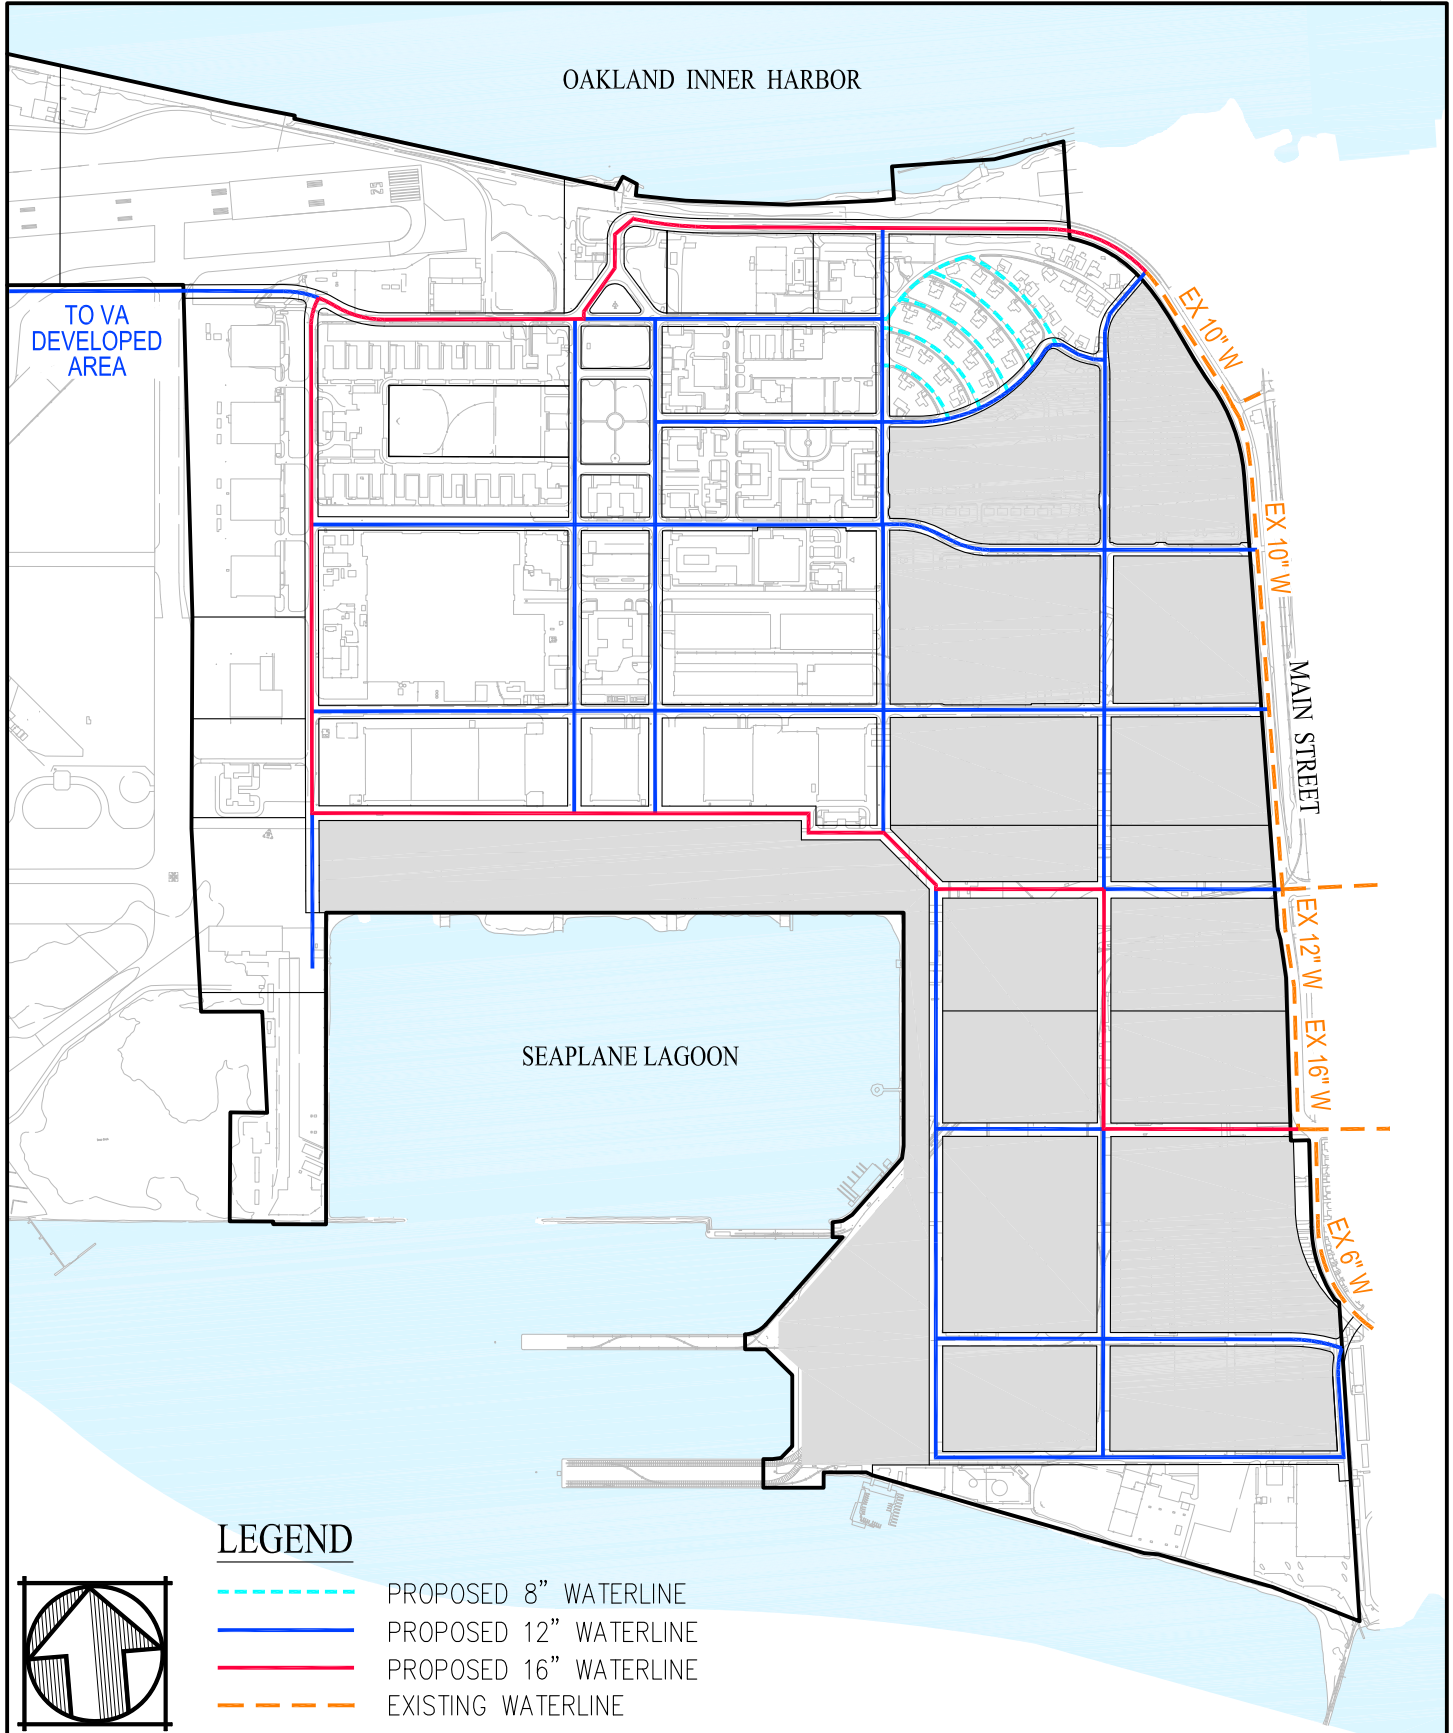 OAKLAND INNER HARBOR
TO VA
DEVELOPED
AREA
EX 10" W
EX 10" W
MAIN STREET
EX 12" W
EX 16" W
SEAPLANE LAGOON
EX 6" W
LEGEND
PROPOSED 8” WATERLINE
PROPOSED 12” WATERLINE
PROPOSED 16” WATERLINE
EXISTING WATERLINE